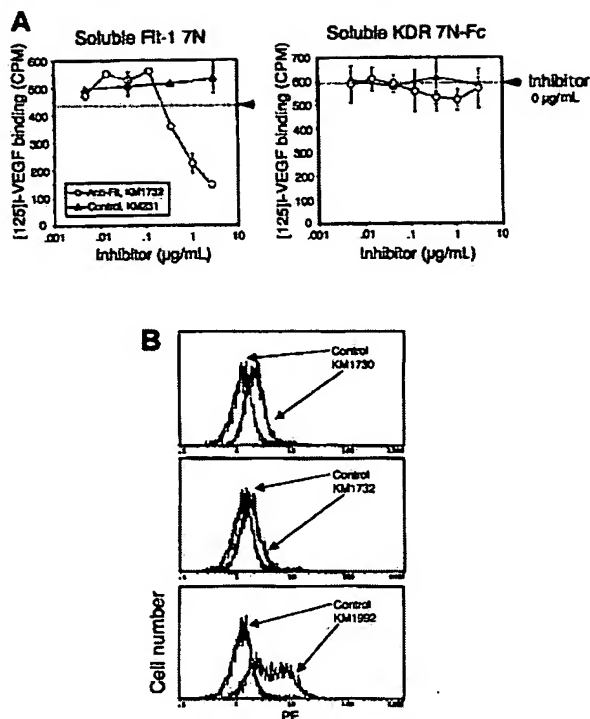 A
Soluble Flt-1 7N
Soluble KDR 7N-Fc
[125]I-VEGF binding (CPM)
600
500
400
300
200
100
0
.001 .01 .1 1 10
Inhibitor (µg/mL)
Anti-Flt, KM1732
Control, KM231
[125]I-VEGF binding (CPM)
700
600
500
400
300
200
100
0
.001 .01 .1 1 10
Inhibitor (µg/mL)
Inhibitor
0 µg/mL
B
Control
KM1730
Control
KM1732
Control
KM1992
Cell number
PE